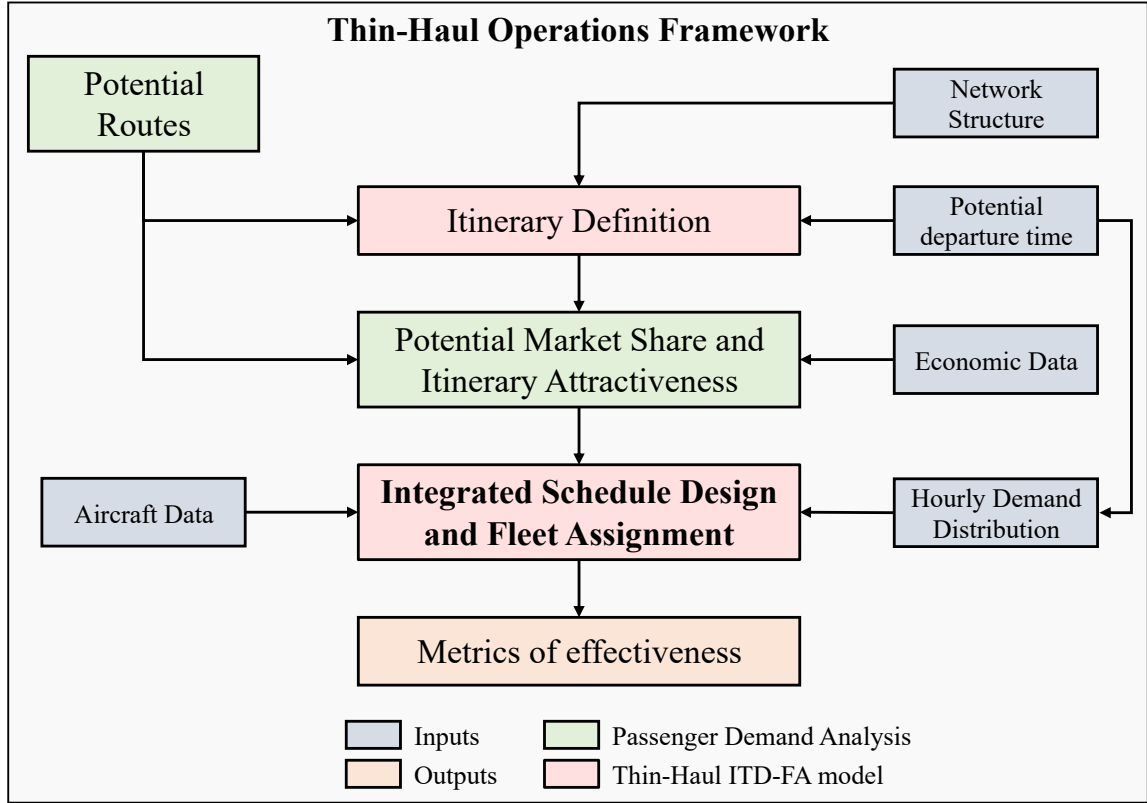 Thin-Haul Operations Framework
Potential
Routes
Network
Structure
Itinerary Definition
Potential
departure time
Potential Market Share and
Itinerary Attractiveness
Economic Data
Aircraft Data
Integrated Schedule Design
and Fleet Assignment
Hourly Demand
Distribution
Metrics of effectiveness
Inputs
Passenger Demand Analysis
Outputs
Thin-Haul ITD-FA model